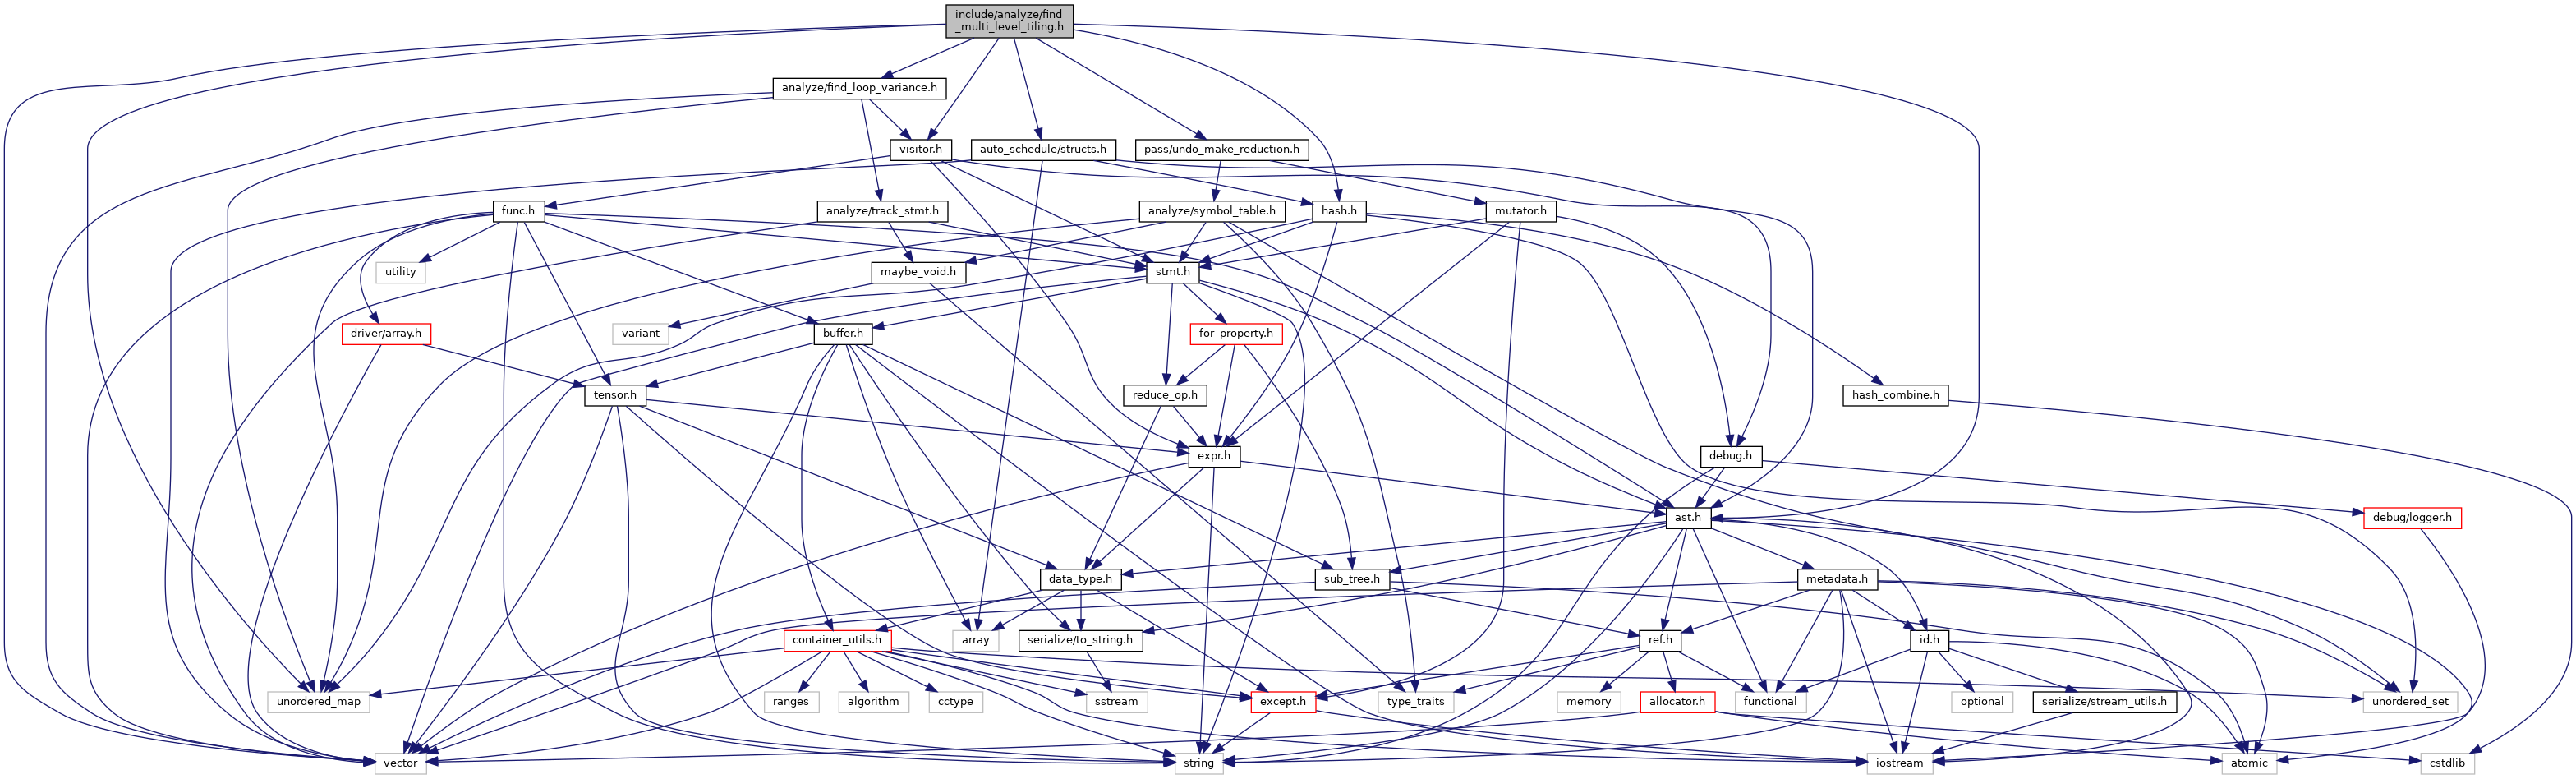 include/analyze/find
_multi_level_tiling.h
analyze/find_loop_variance.h
visitor.h
auto_schedule/structs.h
pass/undo_make_reduction.h
func.h
analyze/track_stmt.h
analyze/symbol_table.h
hash.h
mutator.h
utility
maybe_void.h
stmt.h
driver/array.h
variant
buffer.h
for_property.h
tensor.h
reduce_op.h
hash_combine.h
expr.h
debug.h
ast.h
debug/logger.h
data_type.h
sub_tree.h
metadata.h
container_utils.h
array
serialize/to_string.h
ref.h
id.h
unordered_map
ranges
algorithm
cctype
sstream
except.h
type_traits
memory
allocator.h
functional
optional
serialize/stream_utils.h
unordered_set
vector
string
iostream
atomic
cstdlib